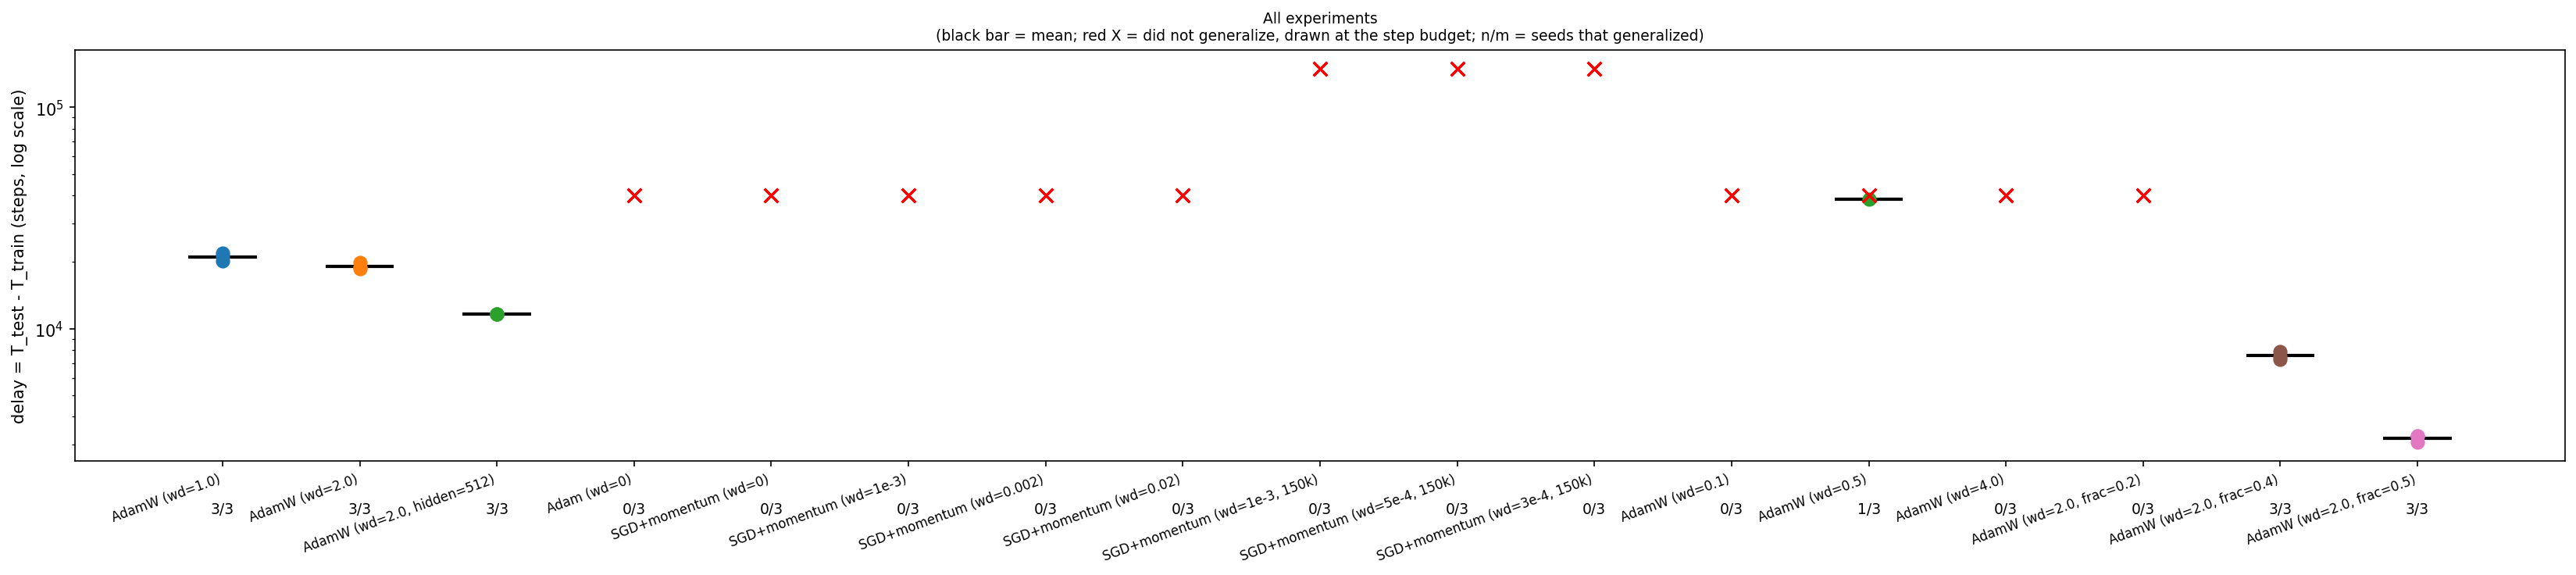 All experiments
(black bar = mean; red X = did not generalize, drawn at the step budget; n/m = seeds that generalized)
delay = T_test - T_train (steps, log scale)
10^5
10^4
AdamW (wd=1.0)
3/3
AdamW (wd=2.0)
3/3
AdamW (wd=2.0, hidden=512)
3/3
Adam (wd=0)
0/3
SGD+momentum (wd=0)
0/3
SGD+momentum (wd=1e-3)
0/3
SGD+momentum (wd=0.002)
0/3
SGD+momentum (wd=0.02)
0/3
SGD+momentum (wd=1e-3, 150k)
0/3
SGD+momentum (wd=5e-4, 150k)
0/3
SGD+momentum (wd=3e-4, 150k)
0/3
AdamW (wd=0.1)
0/3
AdamW (wd=0.5)
1/3
AdamW (wd=4.0)
0/3
AdamW (wd=2.0, frac=0.2)
0/3
AdamW (wd=2.0, frac=0.4)
3/3
AdamW (wd=2.0, frac=0.5)
3/3